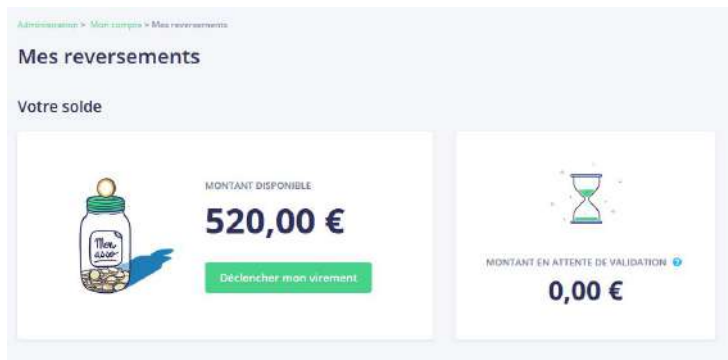 Administration > Mon compte > Mes reversements
Mes reversements
Votre solde
MONTANT DISPONIBLE
520,00 €
Déclencher mon virement
Mon
asso
MONTANT EN ATTENTE DE VALIDATION ?
0,00 €